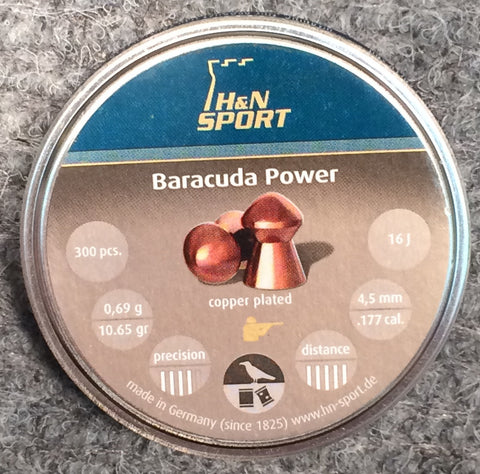 H&N
SPORT
Baracuda Power
300 pcs.
16 J
copper plated
0,69 g
10.65 gr
4,5 mm
.177 cal.
precision
distance
made in Germany (since 1825) www.hn-sport.de